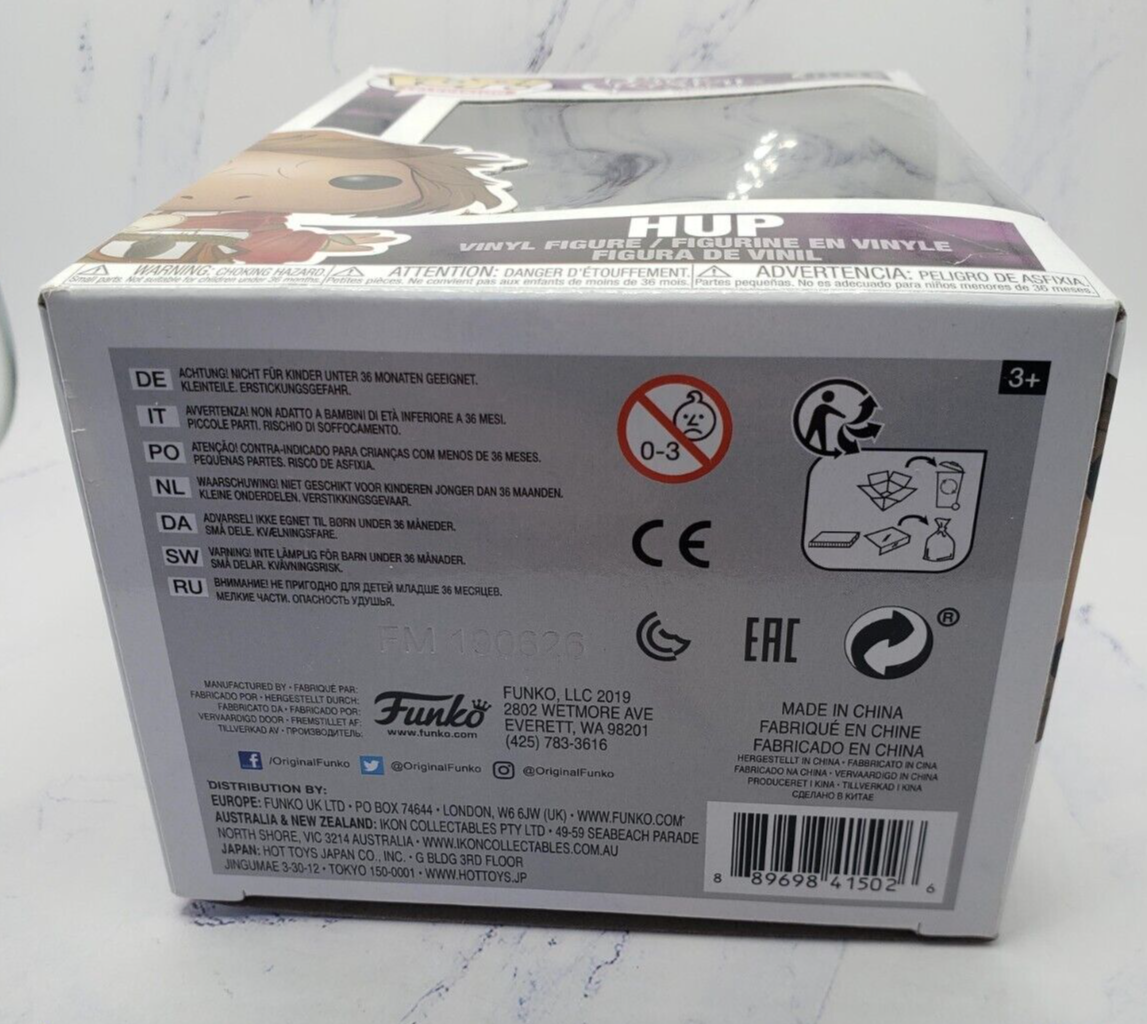 HUP
VINYL FIGURE / FIGURINE EN VINYLE
FIGURA DE VINIL
WARNING: CHOKING HAZARD.
Small parts. Not suitable for children under 36 months.
ATTENTION: DANGER D'ÉTOUFFEMENT.
Petites pièces. Ne convient pas aux enfants de moins de 36 mois.
ADVERTENCIA: PELIGRO DE ASFIXIA.
Partes pequeñas. No es adecuado para niños menores de 36 meses
3+
DE ACHTUNG! NICHT FÜR KINDER UNTER 36 MONATEN GEEIGNET.
KLEINTEILE. ERSTICKUNGSGEFAHR.
IT AVVERTENZA! NON ADATTO A BAMBINI DI ETÀ INFERIORE A 36 MESI.
PICCOLE PARTI. RISCHIO DI SOFFOCAMENTO.
PO ATENÇÃO! CONTRA-INDICADO PARA CRIANÇAS COM MENOS DE 36 MESES.
PEQUENAS PARTES. RISCO DE ASFIXIA.
NL WAARSCHUWING! NIET GESCHIKT VOOR KINDEREN JONGER DAN 36 MAANDEN.
KLEINE ONDERDELEN. VERSTIKKINGSGEVAAR.
DA ADVARSEL! IKKE EGNET TIL BØRN UNDER 36 MÅNEDER.
SMÅ DELE. KVÆLNINGSFARE.
SW VARNING! INTE LÄMPLIG FÖR BARN UNDER 36 MÅNADER.
SMÅ DELAR. KVÄVNINGSRISK.
RU ВНИМАНИЕ! НЕ ПРИГОДНО ДЛЯ ДЕТЕЙ МЛАДШЕ 36 МЕСЯЦЕВ.
МЕЛКИЕ ЧАСТИ. ОПАСНОСТЬ УДУШЬЯ.
0-3
CE
FM 190626
EAC
®
MANUFACTURED BY • FABRIQUÉ PAR:
FABRICADO POR • HERGESTELLT DURCH:
FABBRICATO DA • FABRICADO POR:
VERVAARDIGD DOOR • FREMSTILLET AF:
TILLVERKAD AV • ПРОИЗВОДИТЕЛЬ:
Funko
www.funko.com
FUNKO, LLC 2019
2802 WETMORE AVE
EVERETT, WA 98201
(425) 783-3616
/OriginalFunko @OriginalFunko @OriginalFunko
MADE IN CHINA
FABRIQUÉ EN CHINE
FABRICADO EN CHINA
HERGESTELLT IN CHINA • FABBRICATO IN CINA
FABRICADO NA CHINA • VERVAARDIGD IN CHINA
PRODUCERET I KINA • TILLVERKAD I KINA
СДЕЛАНО В КИТАЕ
DISTRIBUTION BY:
EUROPE: FUNKO UK LTD • PO BOX 74644 • LONDON, W6 6JW (UK) • WWW.FUNKO.COM
AUSTRALIA & NEW ZEALAND: IKON COLLECTABLES PTY LTD • 49-59 SEABEACH PARADE
NORTH SHORE, VIC 3214 AUSTRALIA • WWW.IKONCOLLECTABLES.COM.AU
JAPAN: HOT TOYS JAPAN CO., INC. • G BLDG 3RD FLOOR
JINGUMAE 3-30-12 • TOKYO 150-0001 • WWW.HOTTOYS.JP
8 89698 41502 6